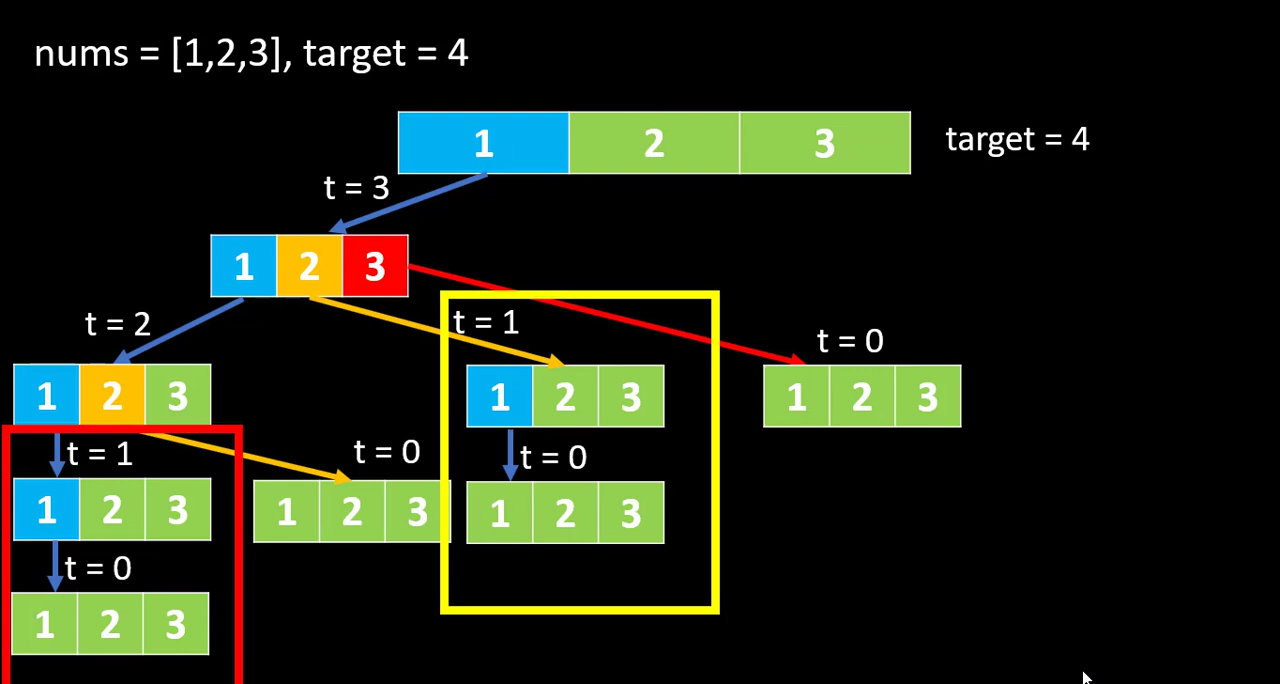 nums = [1,2,3], target = 4
1 2 3 target = 4
t = 3
1 2 3
t = 2 t = 1 t = 0
1 2 3 1 2 3 1 2 3
t = 1 t = 0 t = 0
1 2 3 1 2 3 1 2 3
t = 0
1 2 3